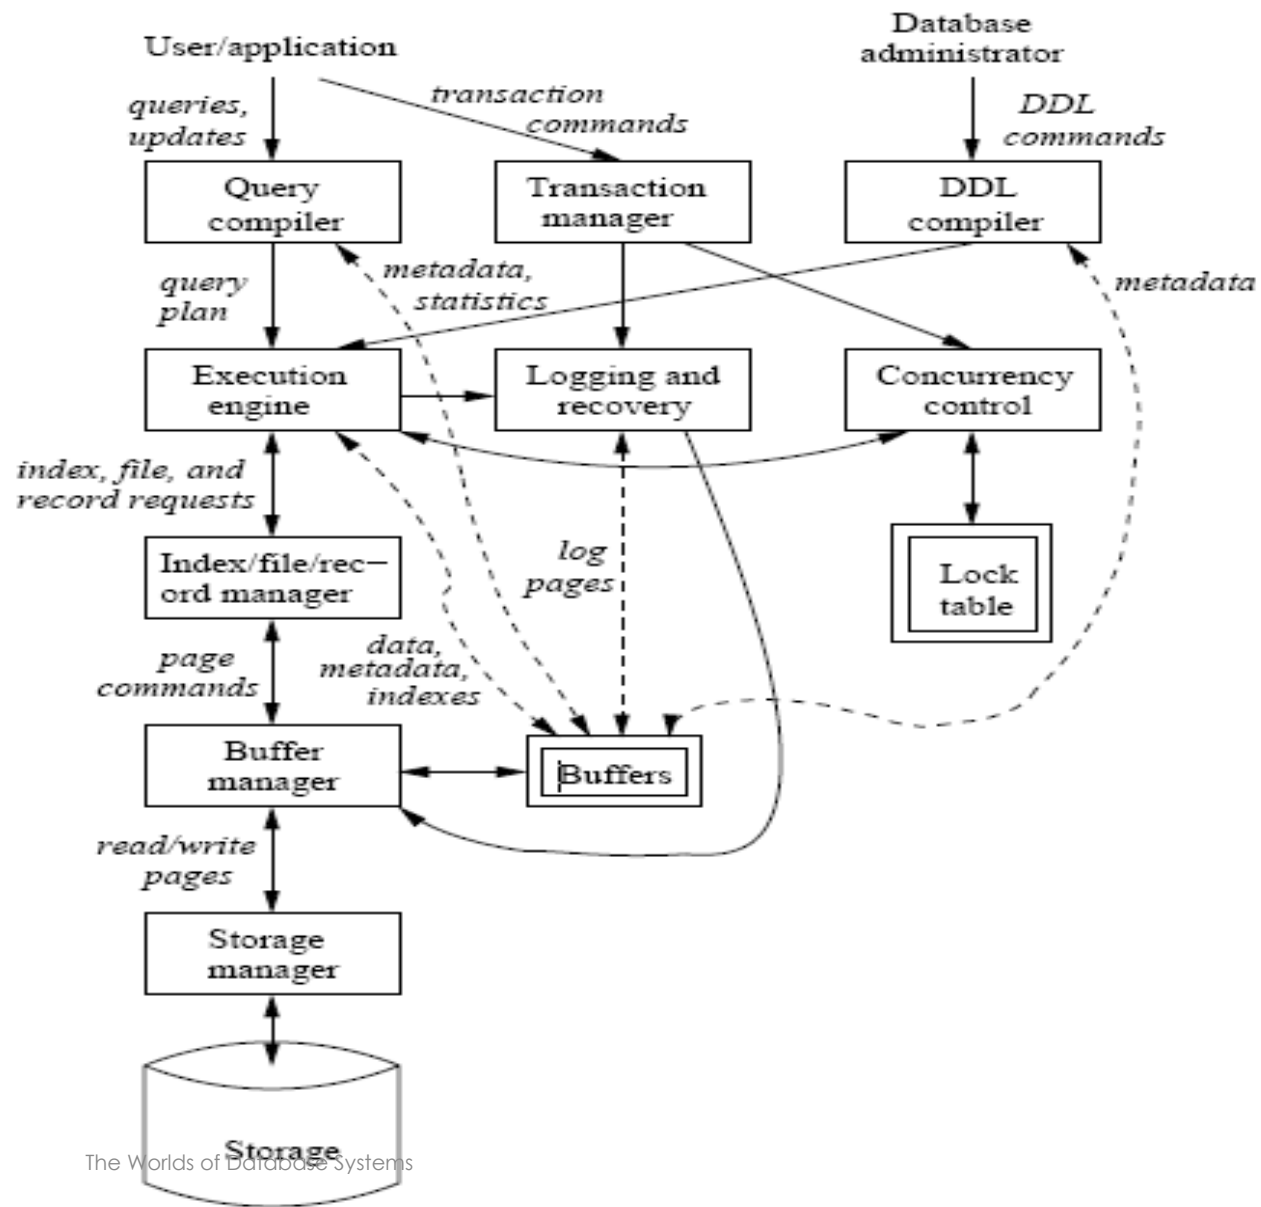 User/application
Database
administrator
queries,
updates
transaction
commands
DDL
commands
Query
compiler
Transaction
manager
DDL
compiler
query
plan
metadata,
statistics
metadata
Execution
engine
Logging and
recovery
Concurrency
control
index, file, and
record requests
log
pages
Index/file/rec–
ord manager
Lock
table
page
commands
data,
metadata,
indexes
Buffer
manager
Buffers
read/write
pages
Storage
manager
Storage
The Worlds of Database Systems